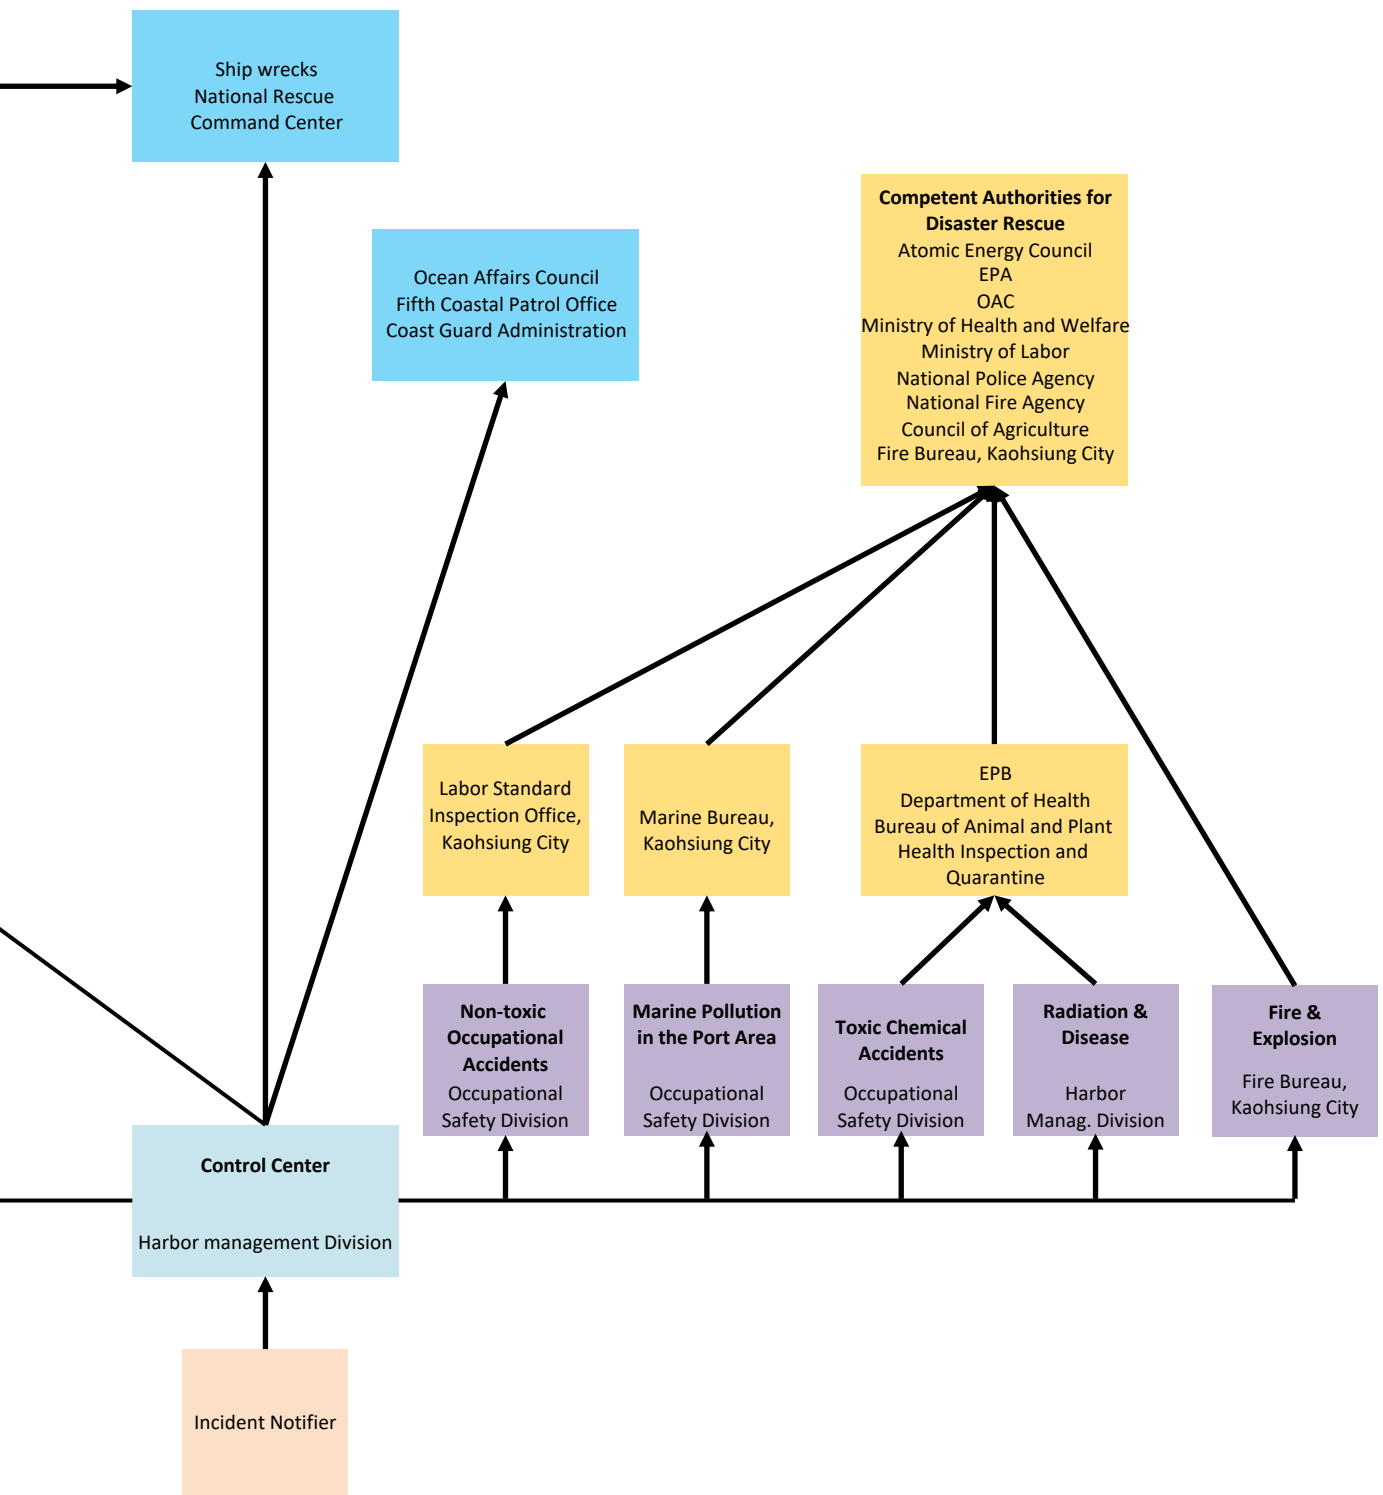 Ship wrecks
National Rescue
Command Center
Ocean Affairs Council
Fifth Coastal Patrol Office
Coast Guard Administration
Competent Authorities for
Disaster Rescue
Atomic Energy Council
EPA
OAC
Ministry of Health and Welfare
Ministry of Labor
National Police Agency
National Fire Agency
Council of Agriculture
Fire Bureau, Kaohsiung City
Labor Standard
Inspection Office,
Kaohsiung City
Marine Bureau,
Kaohsiung City
EPB
Department of Health
Bureau of Animal and Plant
Health Inspection and
Quarantine
Non-toxic
Occupational
Accidents
Occupational
Safety Division
Marine Pollution
in the Port Area
Occupational
Safety Division
Toxic Chemical
Accidents
Occupational
Safety Division
Radiation &
Disease
Harbor
Manag. Division
Fire &
Explosion
Fire Bureau,
Kaohsiung City
Control Center
Harbor management Division
Incident Notifier